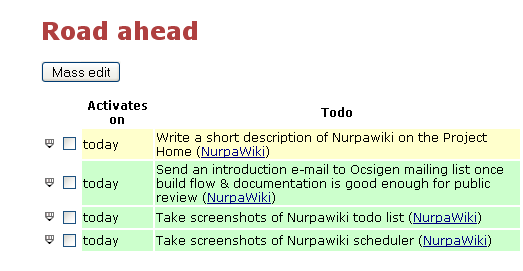 Road ahead
Mass edit
Activates
on
Todo
today
Write a short description of Nurpawiki on the Project
Home (NurpaWiki)
today
Send an introduction e-mail to Ocsigen mailing list once
build flow & documentation is good enough for public
review (NurpaWiki)
today
Take screenshots of Nurpawiki todo list (NurpaWiki)
today
Take screenshots of Nurpawiki scheduler (NurpaWiki)